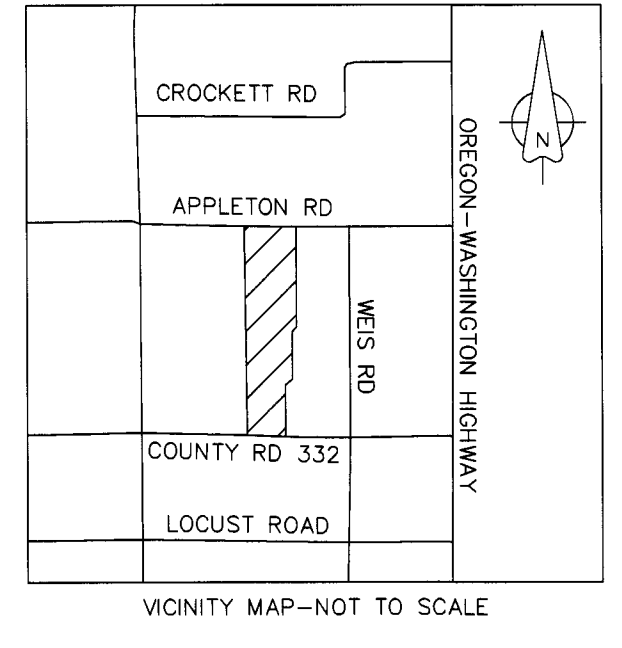 CROCKETT RD
N
APPLETON RD
OREGON-WASHINGTON HIGHWAY
WEIS RD
COUNTY RD 332
LOCUST ROAD
VICINITY MAP-NOT TO SCALE